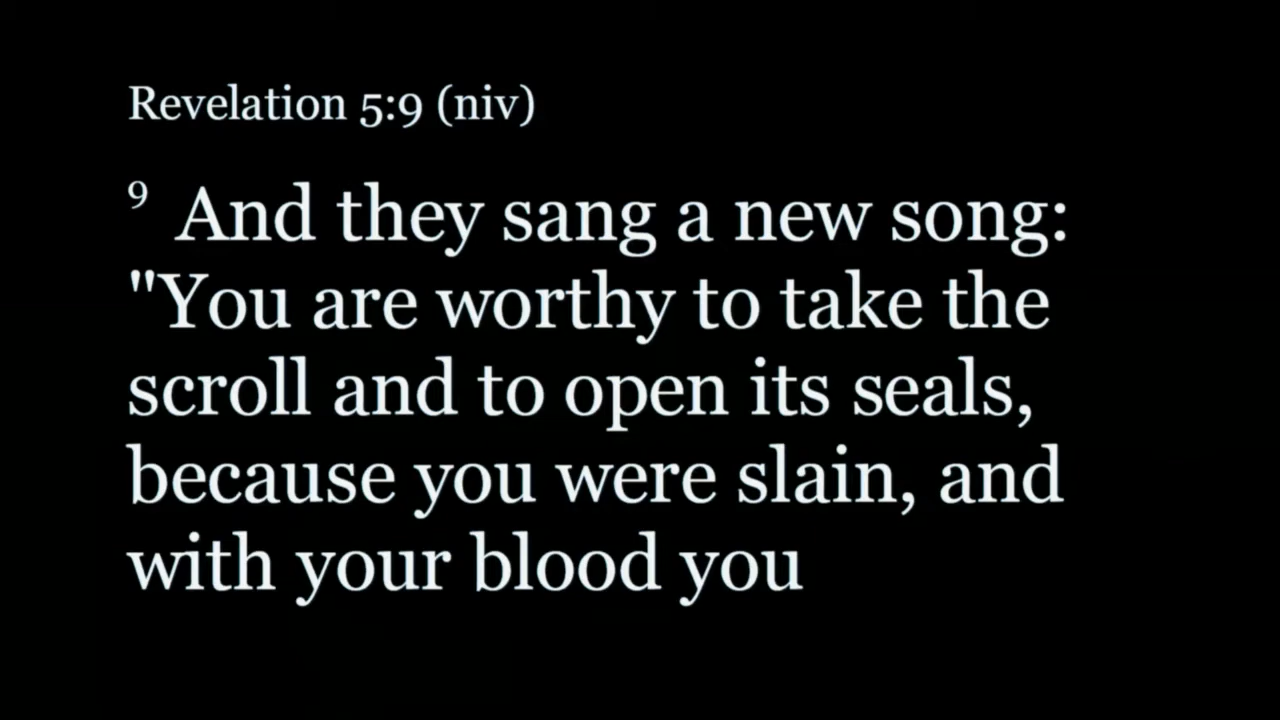 Revelation 5:9 (niv)
9 And they sang a new song:
"You are worthy to take the
scroll and to open its seals,
because you were slain, and
with your blood you